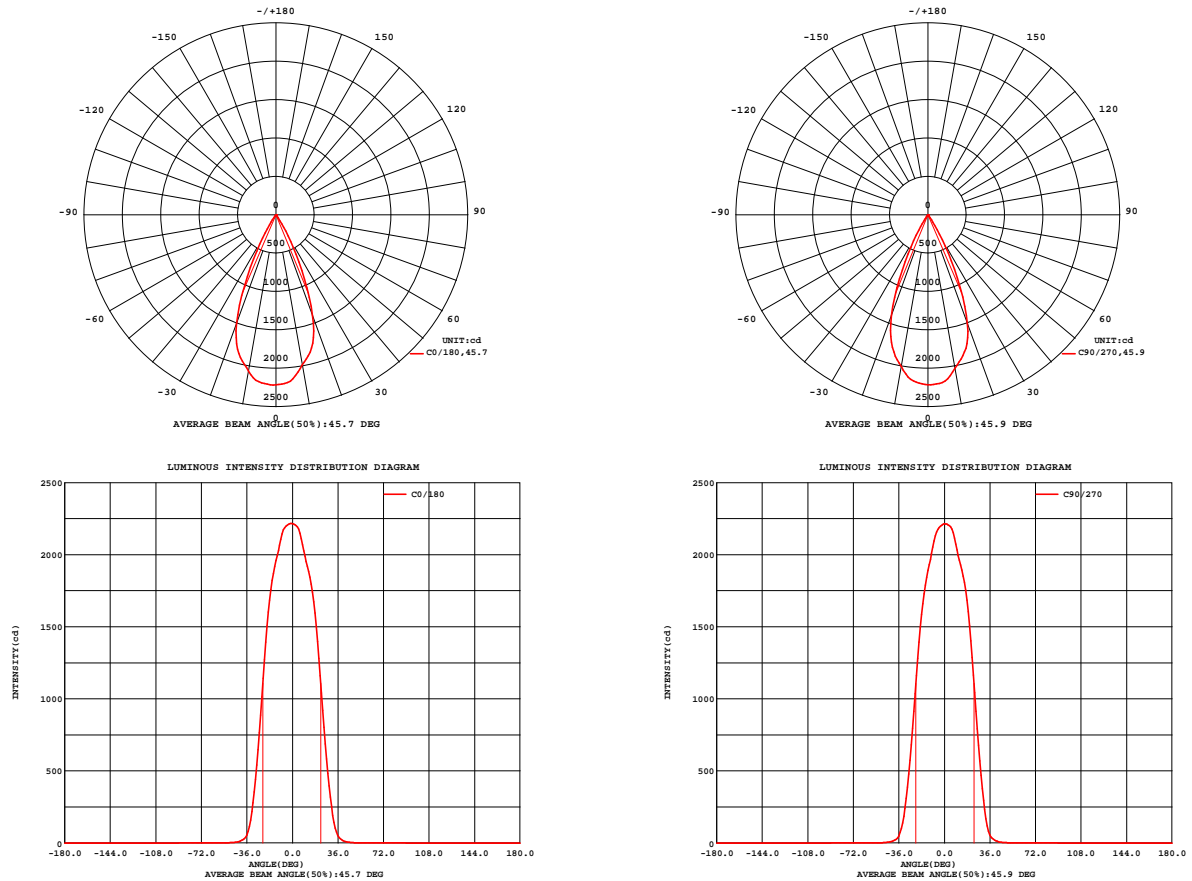 -/+180
-150
150
-120
120
-90
90
0
500
1000
1500
2000
2500
-60
60
-30
30
0
UNIT:cd
C0/180,45.7
AVERAGE BEAM ANGLE(50%):45.7 DEG
-/+180
-150
150
-120
120
-90
90
0
500
1000
1500
2000
2500
-60
60
-30
30
0
UNIT:cd
C90/270,45.9
AVERAGE BEAM ANGLE(50%):45.9 DEG
LUMINOUS INTENSITY DISTRIBUTION DIAGRAM
C0/180
2500
2000
1500
1000
500
0
INTENSITY(cd)
-180.0 -144.0 -108.0 -72.0 -36.0 0.0 36.0 72.0 108.0 144.0 180.0
ANGLE(DEG)
AVERAGE BEAM ANGLE(50%):45.7 DEG
LUMINOUS INTENSITY DISTRIBUTION DIAGRAM
C90/270
2500
2000
1500
1000
500
0
INTENSITY(cd)
-180.0 -144.0 -108.0 -72.0 -36.0 0.0 36.0 72.0 108.0 144.0 180.0
ANGLE(DEG)
AVERAGE BEAM ANGLE(50%):45.9 DEG